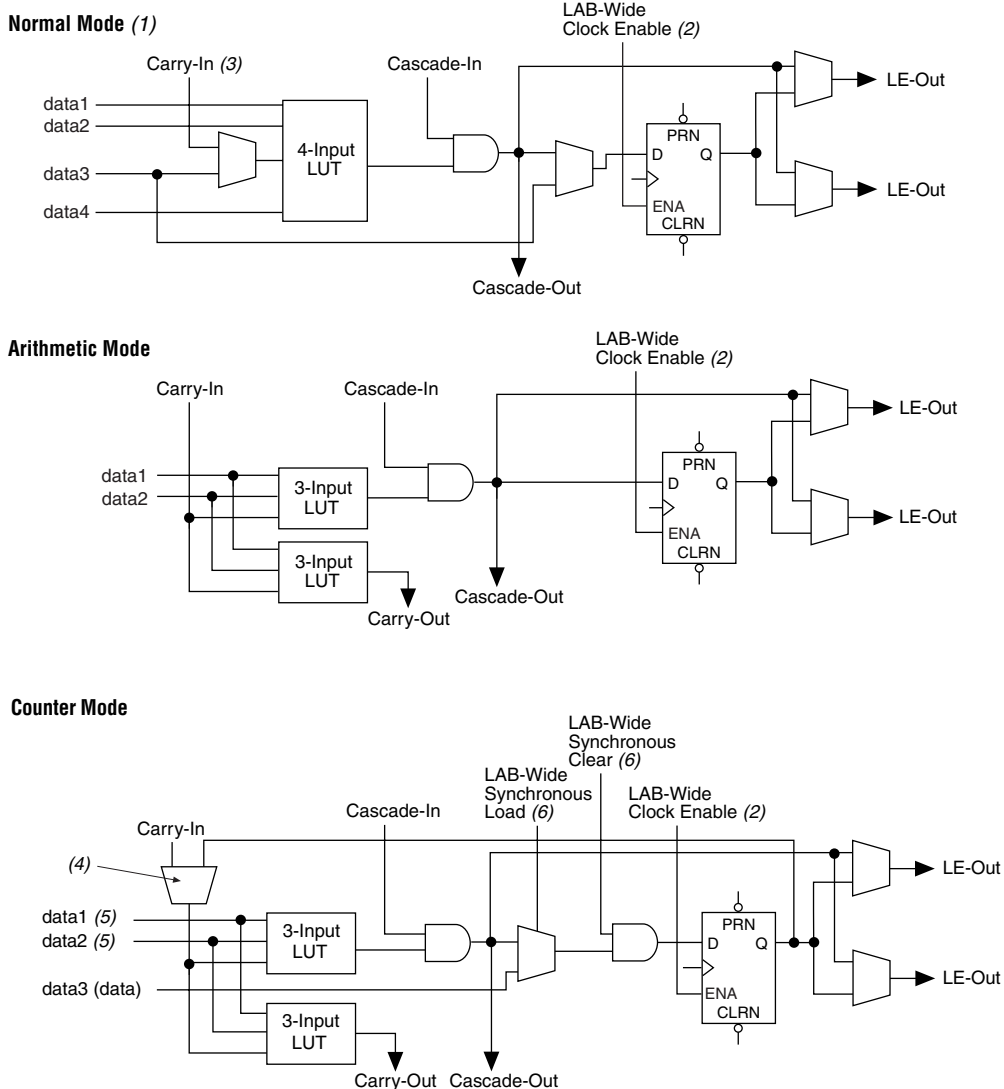 Normal Mode (1)
LAB-Wide
Clock Enable (2)
Carry-In (3)
Cascade-In
data1
data2
data3
data4
4-Input
LUT
PRN
D
Q
ENA
CLRN
LE-Out
LE-Out
Cascade-Out
Arithmetic Mode
LAB-Wide
Clock Enable (2)
Carry-In
Cascade-In
data1
data2
3-Input
LUT
3-Input
LUT
PRN
D
Q
ENA
CLRN
LE-Out
LE-Out
Cascade-Out
Carry-Out
Counter Mode
LAB-Wide
Synchronous
Clear (6)
LAB-Wide
Synchronous
Load (6)
LAB-Wide
Clock Enable (2)
Cascade-In
Carry-In
(4)
data1 (5)
data2 (5)
data3 (data)
3-Input
LUT
3-Input
LUT
PRN
D
Q
ENA
CLRN
LE-Out
LE-Out
Carry-Out
Cascade-Out